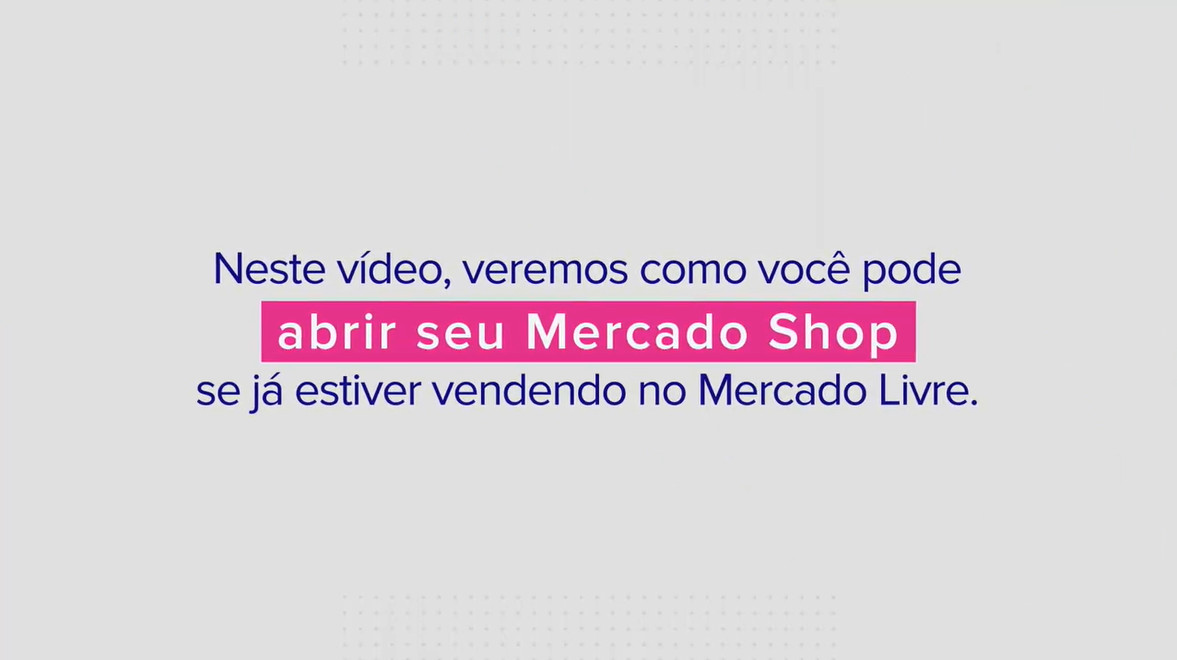 Neste vídeo, veremos como você pode
abrir seu Mercado Shop
se já estiver vendendo no Mercado Livre.